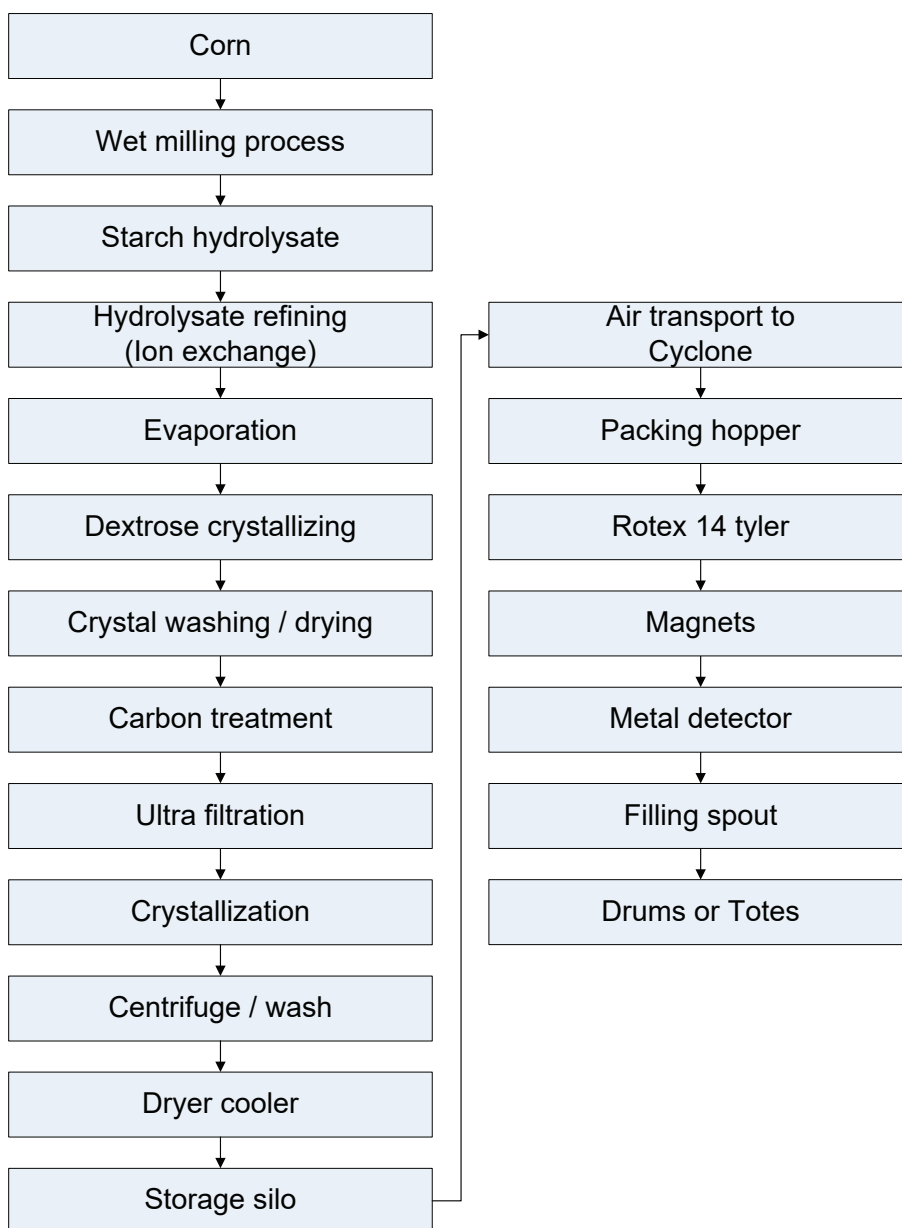 Corn
Wet milling process
Starch hydrolysate
Hydrolysate refining
(Ion exchange)
Evaporation
Dextrose crystallizing
Crystal washing / drying
Carbon treatment
Ultra filtration
Crystallization
Centrifuge / wash
Dryer cooler
Storage silo
Air transport to
Cyclone
Packing hopper
Rotex 14 tyler
Magnets
Metal detector
Filling spout
Drums or Totes